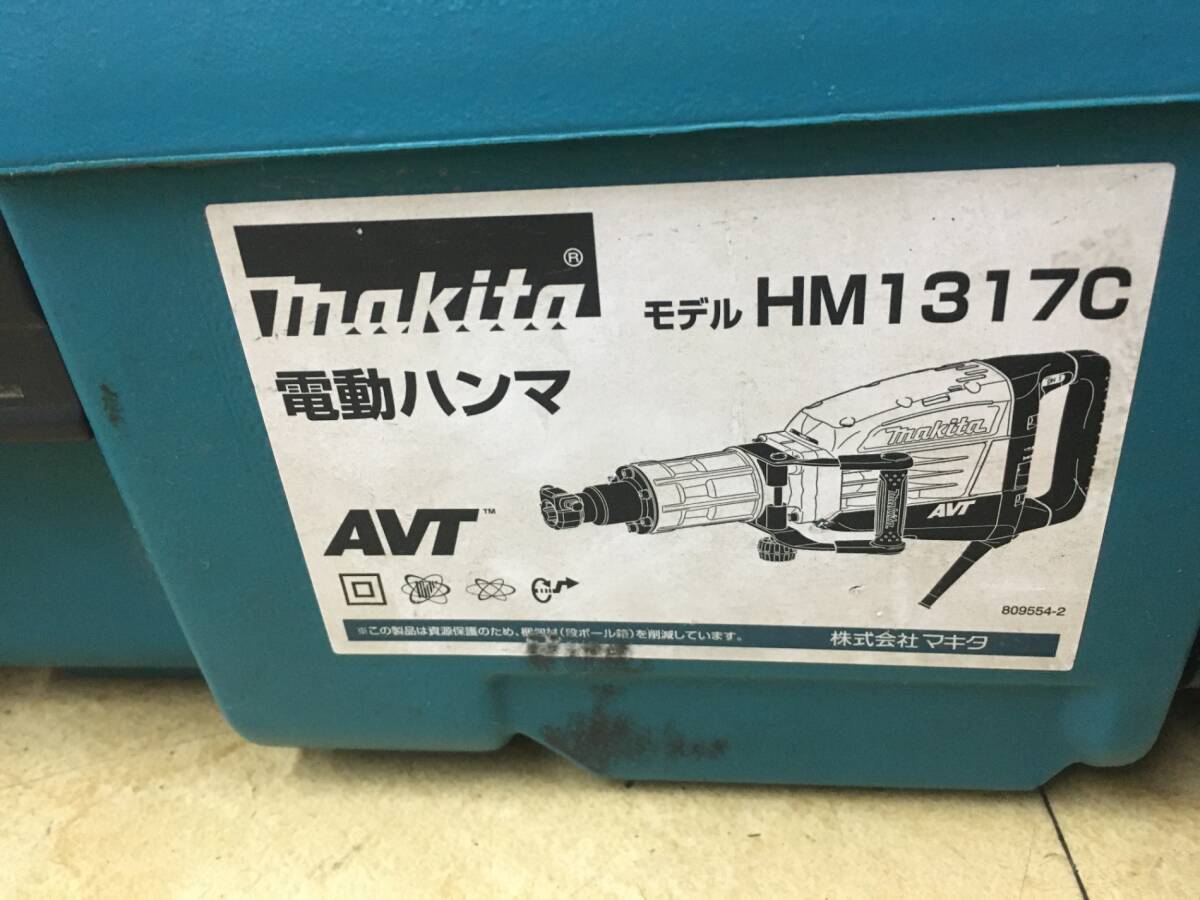 makita®
モデル HM1317C
電動ハンマ
makita
AVT
AVT™
809554-2
※この製品は資源保護のため、梱包材(段ボール箱)を削減しています。
株式会社 マキタ